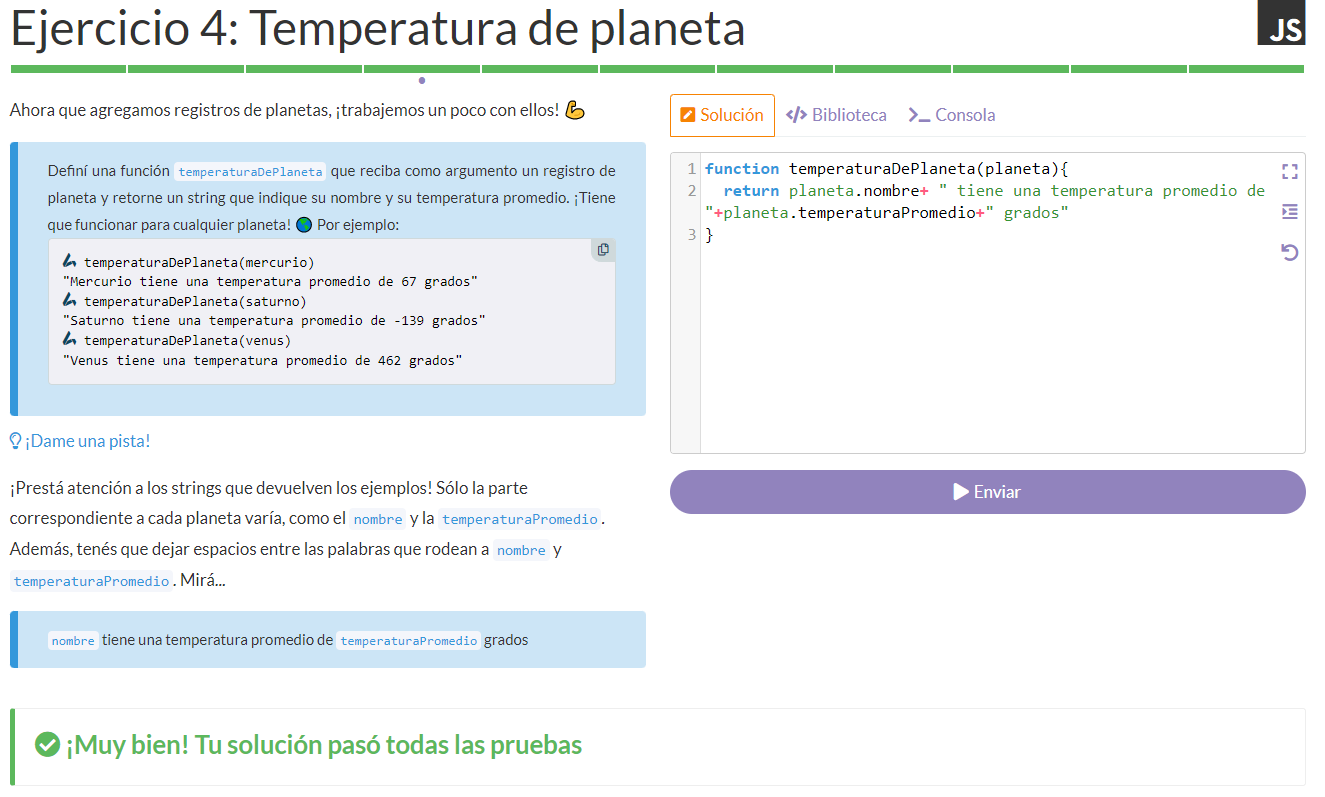 Ejercicio 4: Temperatura de planeta
JS
Ahora que agregamos registros de planetas, ¡trabajemos un poco con ellos! 💪
Definí una función temperaturaDePlaneta que reciba como argumento un registro de
planeta y retorne un string que indique su nombre y su temperatura promedio. ¡Tiene
que funcionar para cualquier planeta! 🌎 Por ejemplo:
temperaturaDePlaneta(mercurio)
"Mercurio tiene una temperatura promedio de 67 grados"
temperaturaDePlaneta(saturno)
"Saturno tiene una temperatura promedio de -139 grados"
temperaturaDePlaneta(venus)
"Venus tiene una temperatura promedio de 462 grados"
¡Dame una pista!
¡Prestá atención a los strings que devuelven los ejemplos! Sólo la parte
correspondiente a cada planeta varía, como el nombre y la temperaturaPromedio.
Además, tenés que dejar espacios entre las palabras que rodean a nombre y
temperaturaPromedio. Mirá...
nombre tiene una temperatura promedio de temperaturaPromedio grados
Solución
</> Biblioteca
>_ Consola
1 function temperaturaDePlaneta(planeta){
2 return planeta.nombre+ " tiene una temperatura promedio de
"+planeta.temperaturaPromedio+" grados"
3 }
Enviar
¡Muy bien! Tu solución pasó todas las pruebas